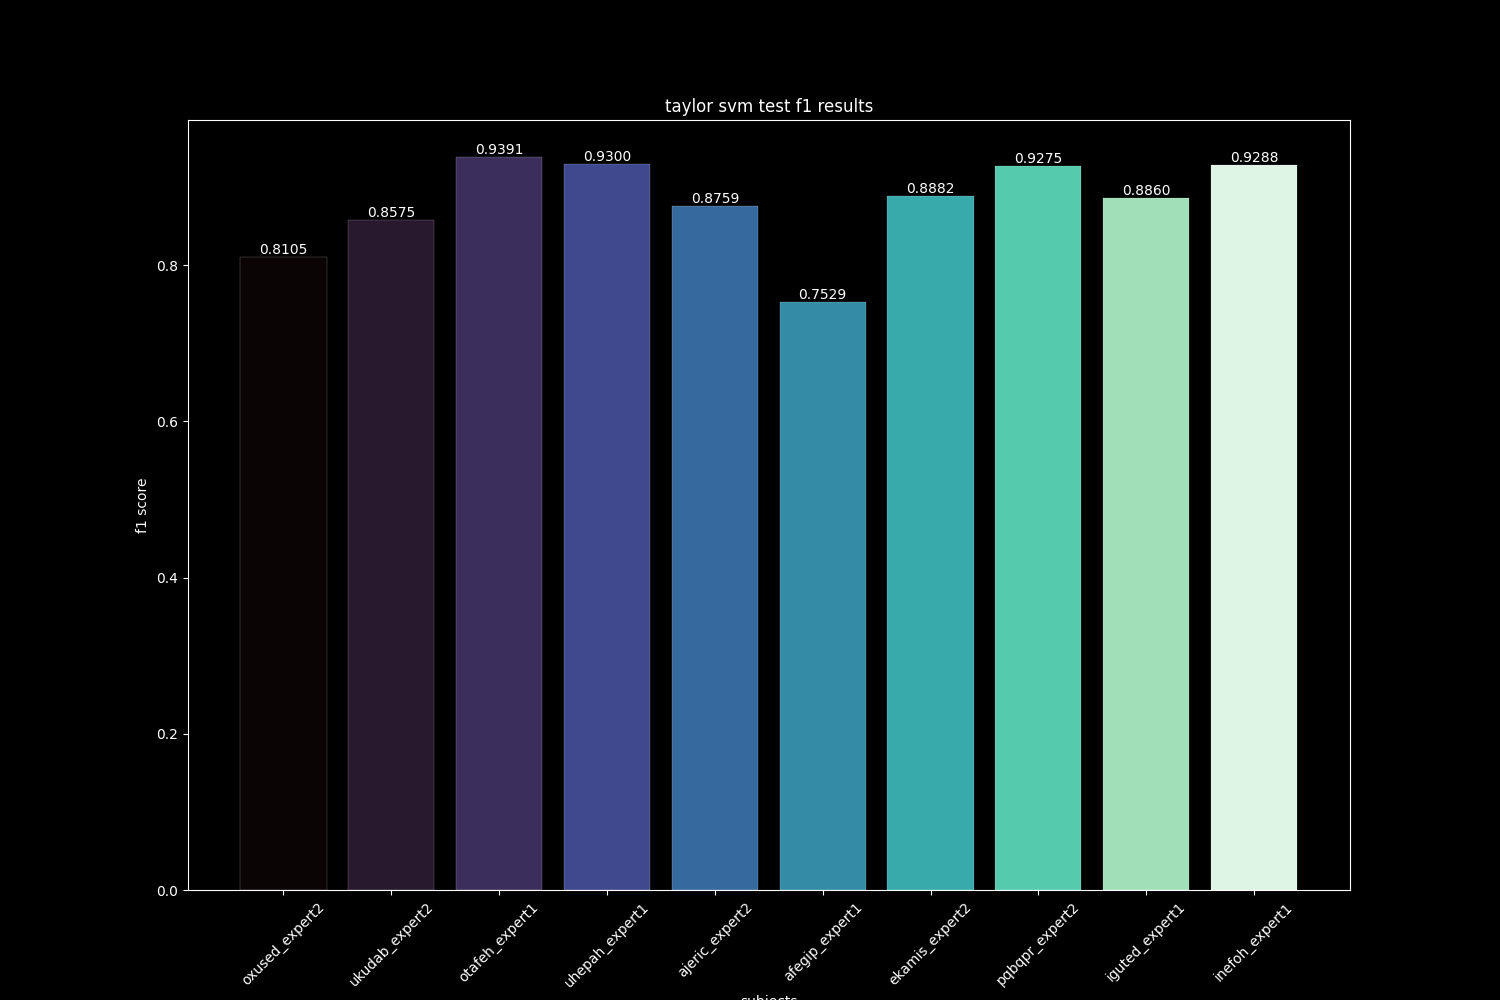 taylor svm test f1 results
0.8105
0.8575
0.9391
0.9300
0.8759
0.7529
0.8882
0.9275
0.8860
0.9288
0.8
0.6
0.4
0.2
0.0
f1 score
oxused_expert2
ukudab_expert2
otafeh_expert1
uhepah_expert1
ajeric_expert2
afegip_expert1
ekamis_expert2
pqbqpr_expert2
iguted_expert1
inefoh_expert1
subjects